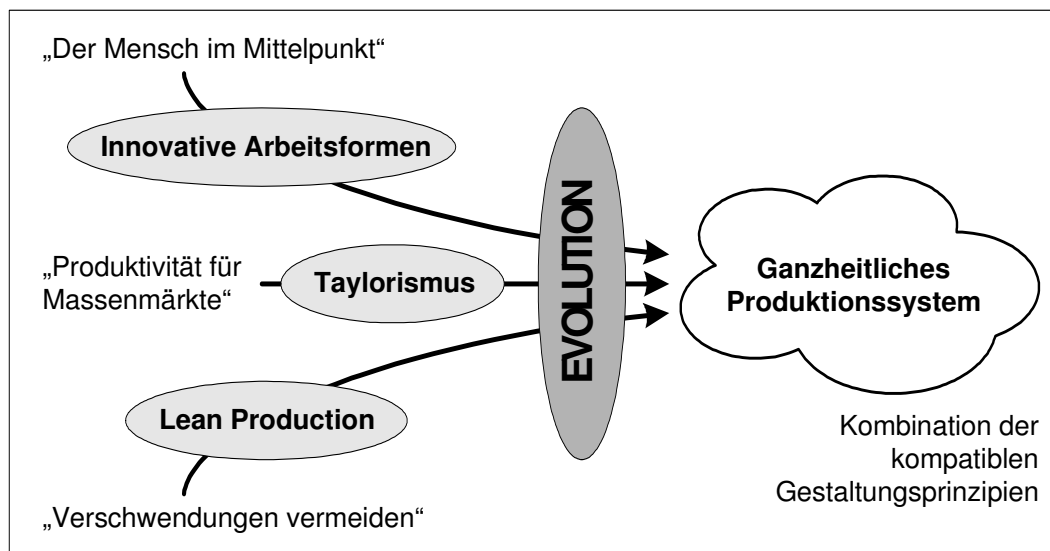 „Der Mensch im Mittelpunkt“
Innovative Arbeitsformen
„Produktivität für
Massenmärkte“
Taylorismus
Lean Production
„Verschwendungen vermeiden“
EVOLUTION
Ganzheitliches
Produktionssystem
Kombination der
kompatiblen
Gestaltungsprinzipien